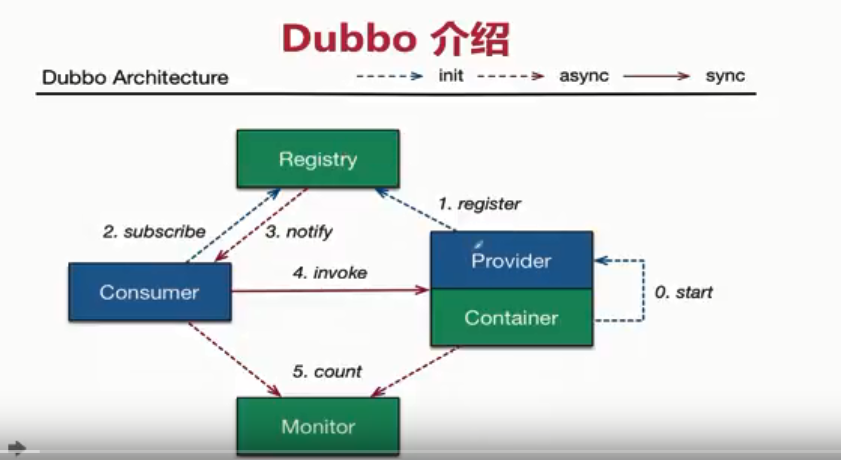 Dubbo 介绍
Dubbo Architecture
init
async
sync
Registry
1. register
2. subscribe
3. notify
Provider
4. invoke
Consumer
0. start
Container
5. count
Monitor